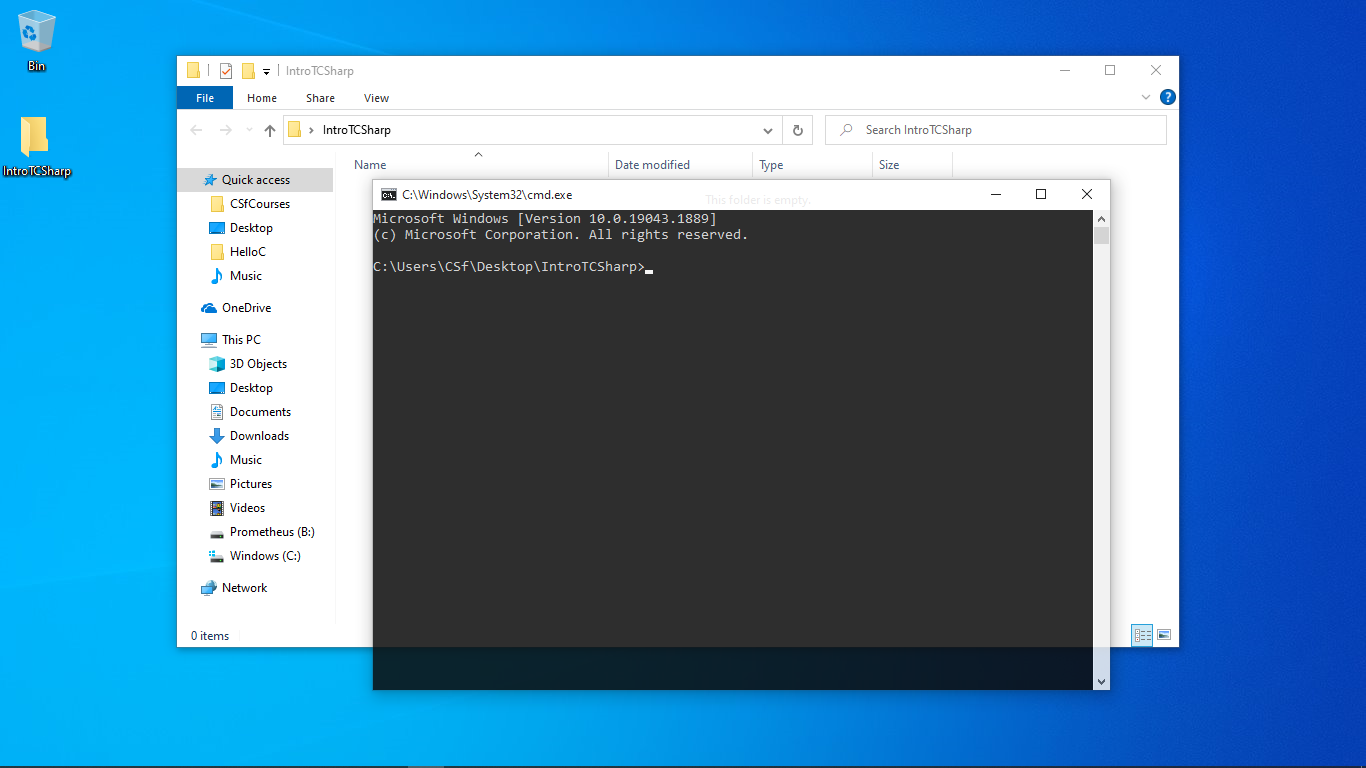 Bin
IntroTCSharp
IntroTCSharp
File Home Share View
IntroTCSharp
Search IntroTCSharp
Name Date modified Type Size
Quick access
CSfCourses
Desktop
HelloC
Music
OneDrive
This PC
3D Objects
Desktop
Documents
Downloads
Music
Pictures
Videos
Prometheus (B:)
Windows (C:)
Network
0 items
C:\Windows\System32\cmd.exe
This folder is empty.
Microsoft Windows [Version 10.0.19043.1889]
(c) Microsoft Corporation. All rights reserved.
C:\Users\CSf\Desktop\IntroTCSharp>